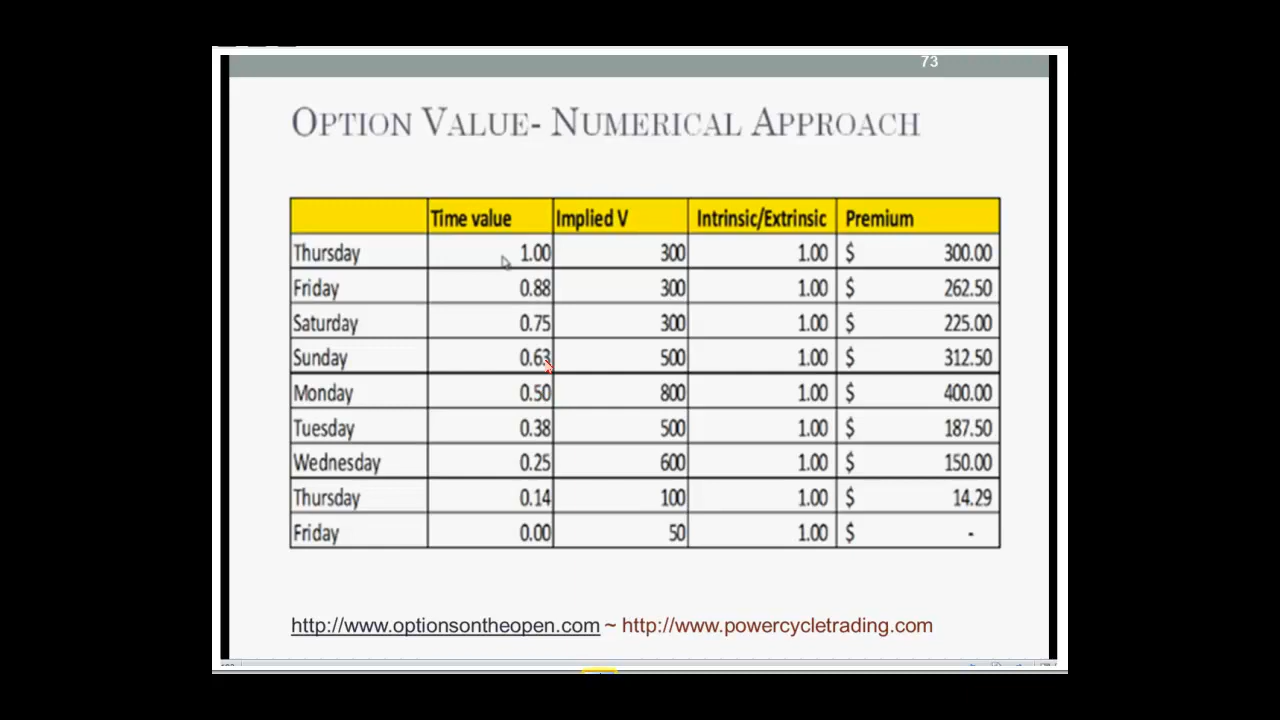 73
OPTION VALUE- NUMERICAL APPROACH
Time value Implied V Intrinsic/Extrinsic Premium
Thursday 1.00 300 1.00 $ 300.00
Friday 0.88 300 1.00 $ 262.50
Saturday 0.75 300 1.00 $ 225.00
Sunday 0.63 500 1.00 $ 312.50
Monday 0.50 800 1.00 $ 400.00
Tuesday 0.38 500 1.00 $ 187.50
Wednesday 0.25 600 1.00 $ 150.00
Thursday 0.14 100 1.00 $ 14.29
Friday 0.00 50 1.00 $ -
http://www.optionsontheopen.com ~ http://www.powercycletrading.com